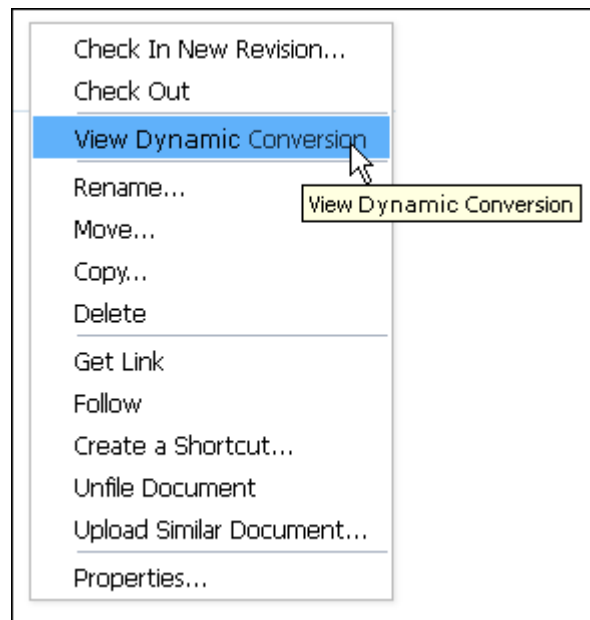 Check In New Revision...
Check Out
View Dynamic Conversion
Rename...
View Dynamic Conversion
Move...
Copy...
Delete
Get Link
Follow
Create a Shortcut...
Unfile Document
Upload Similar Document...
Properties...